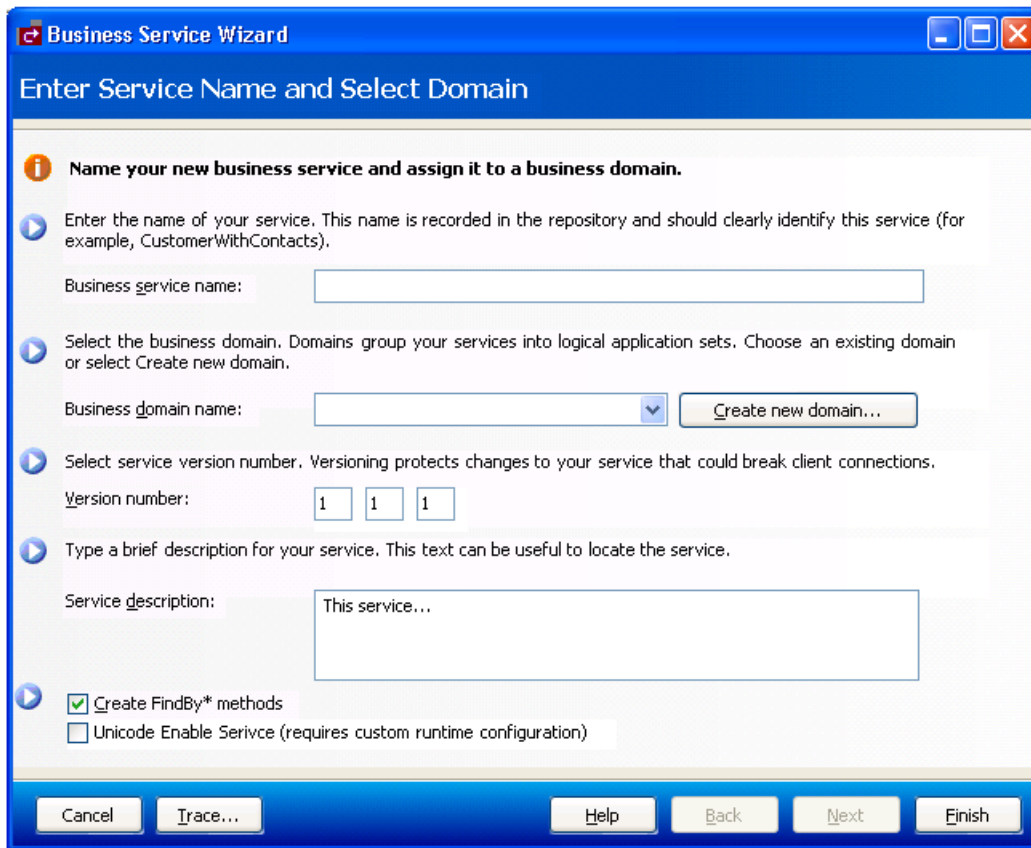 Business Service Wizard
Enter Service Name and Select Domain
Name your new business service and assign it to a business domain.
Enter the name of your service. This name is recorded in the repository and should clearly identify this service (for
example, CustomerWithContacts).
Business service name:
Select the business domain. Domains group your services into logical application sets. Choose an existing domain
or select Create new domain.
Business domain name:
Create new domain...
Select service version number. Versioning protects changes to your service that could break client connections.
Version number: 1 1 1
Type a brief description for your service. This text can be useful to locate the service.
Service description: This service...
Create FindBy* methods
Unicode Enable Serivce (requires custom runtime configuration)
Cancel Trace... Help Back Next Finish